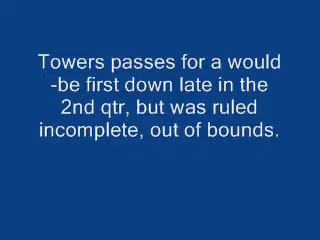 Towers passes for a would
-be first down late in the
2nd qtr, but was ruled
incomplete, out of bounds.